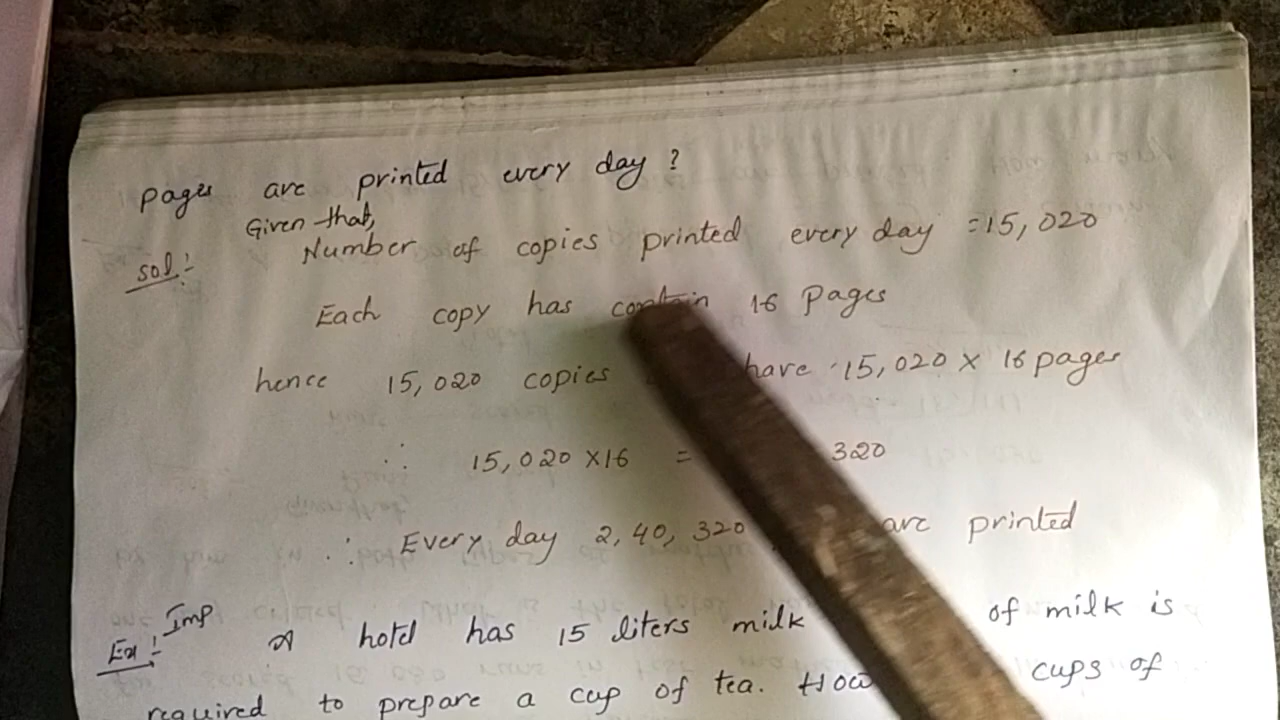 pages are printed every day ?
Given that,
Sol:- Number of copies printed every day = 15,020
Each copy has contain 16 pages
hence 15,020 copies have 15,020 × 16 pages
∴ 15,020 ×16 = 320
∴ Every day 2,40,320 are printed
Ex:- Imp A hotel has 15 liters milk of milk is
required to prepare a cup of tea. cups of